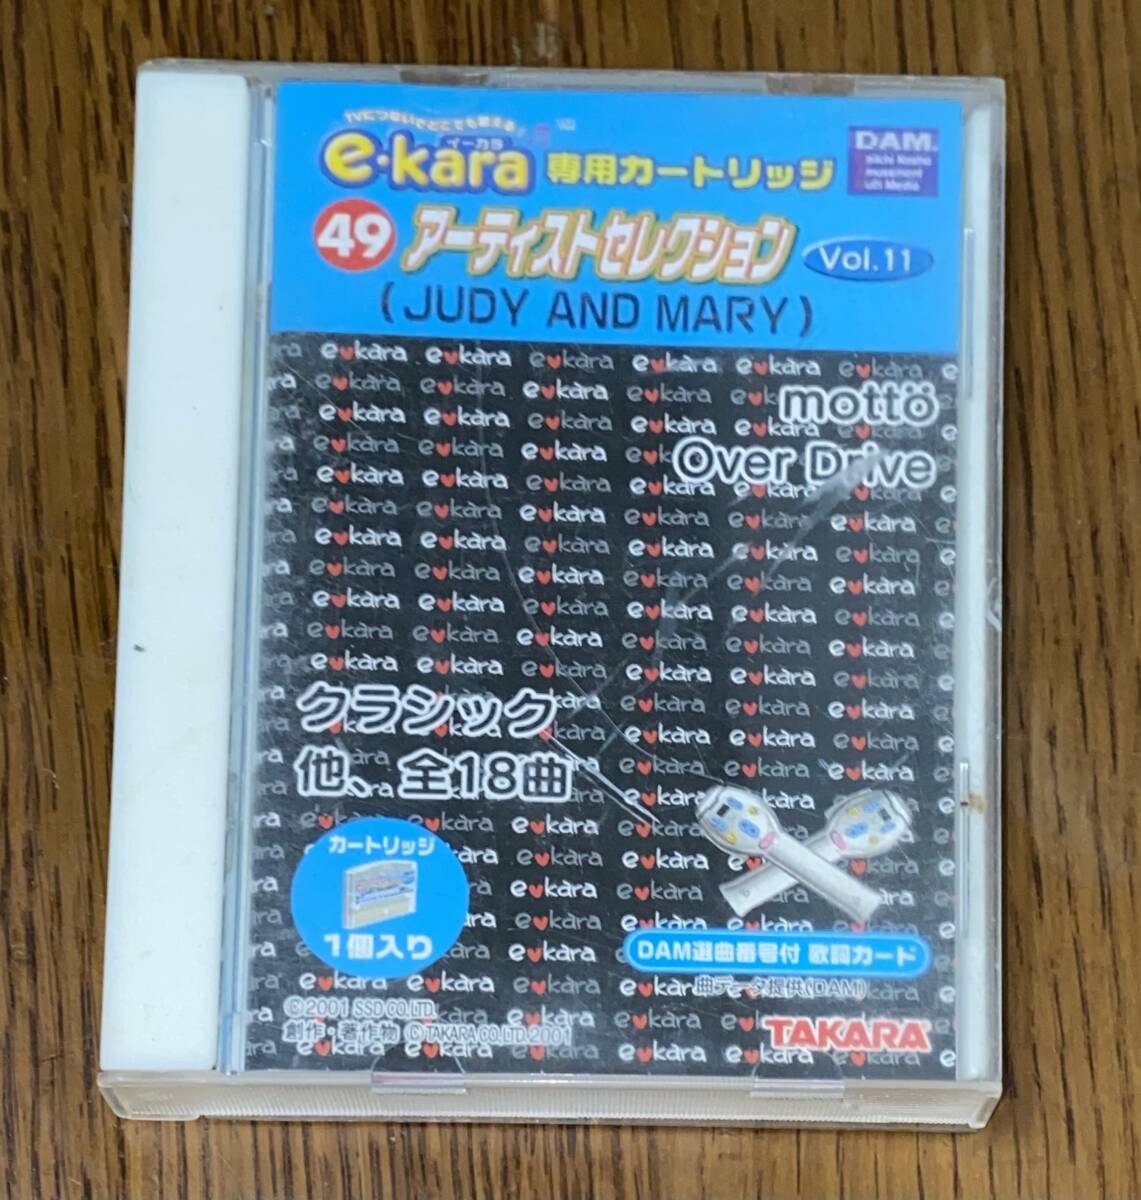 TVにつないでどこでも歌える!
イーカラ
e・kara 専用カートリッジ
TM
DAM.
49 アーティストセレクション Vol.11
(JUDY AND MARY)
mottö
Over Drive
クラシック
他、全18曲
カートリッジ
1個入り
DAM選曲番号付 歌詞カード
曲データ提供(DAM)
©2001 SSD CO.LTD.
創作・著作物 ©TAKARA CO.LTD.2001
TAKARA